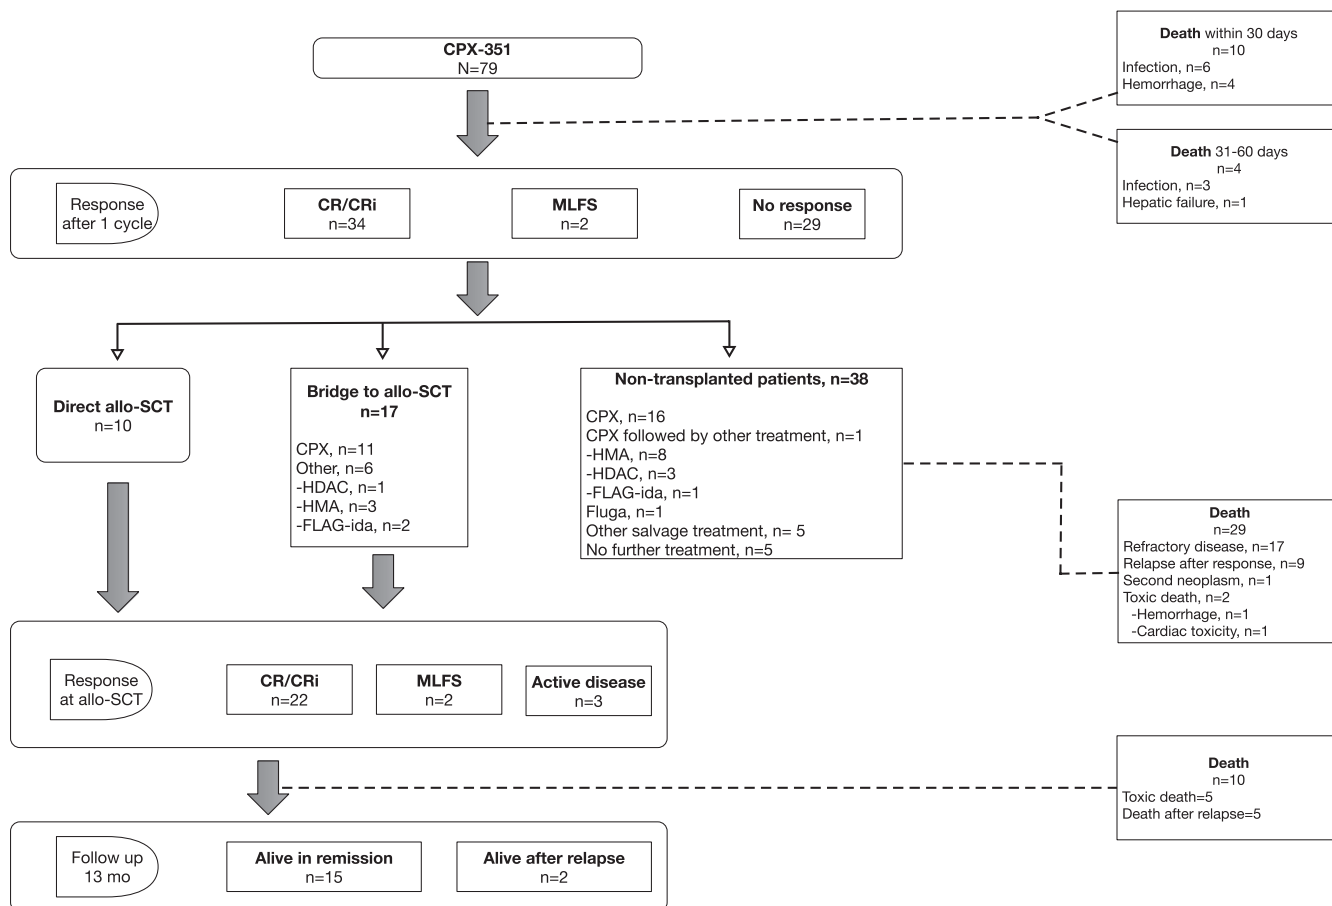 CPX-351
N=79
Death within 30 days
n=10
Infection, n=6
Hemorrhage, n=4
Death 31-60 days
n=4
Infection, n=3
Hepatic failure, n=1
Response
after 1 cycle
CR/CRi
n=34
MLFS
n=2
No response
n=29
Direct allo-SCT
n=10
Bridge to allo-SCT
n=17
CPX, n=11
Other, n=6
-HDAC, n=1
-HMA, n=3
-FLAG-ida, n=2
Non-transplanted patients, n=38
CPX, n=16
CPX followed by other treatment, n=1
-HMA, n=8
-HDAC, n=3
-FLAG-ida, n=1
Fluga, n=1
Other salvage treatment, n= 5
No further treatment, n=5
Death
n=29
Refractory disease, n=17
Relapse after response, n=9
Second neoplasm, n=1
Toxic death, n=2
-Hemorrhage, n=1
-Cardiac toxicity, n=1
Response
at allo-SCT
CR/CRi
n=22
MLFS
n=2
Active disease
n=3
Death
n=10
Toxic death=5
Death after relapse=5
Follow up
13 mo
Alive in remission
n=15
Alive after relapse
n=2